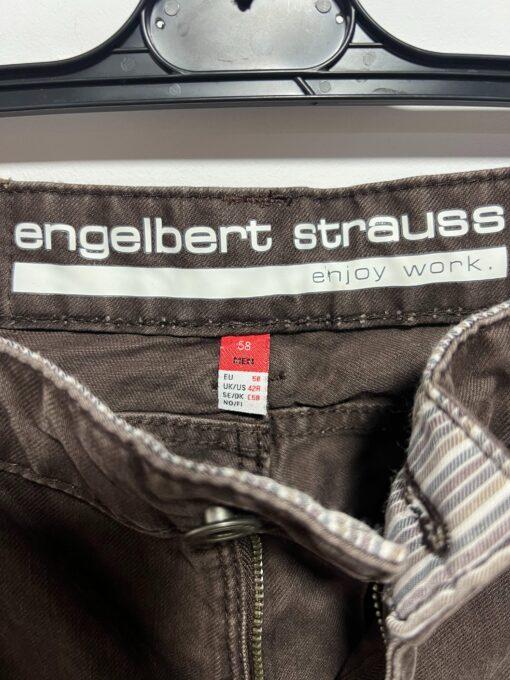 engelbert strauss
enjoy work.
58
MEN
EU 58
UK/US 42R
SE/DK C58
NO/FI